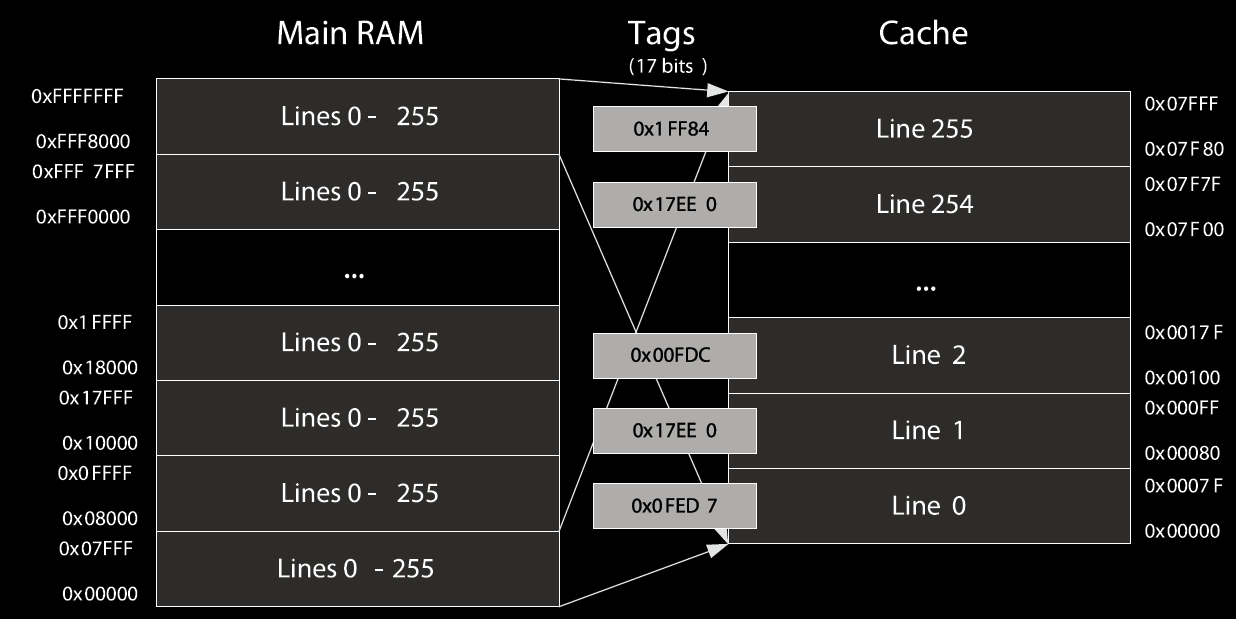 Main RAM
Tags
(17 bits )
Cache
0xFFFFFFF
0xFFF8000
0xFFF 7FFF
0xFFF0000
0x1 FFFF
0x18000
0x17FFF
0x10000
0x0 FFFF
0x08000
0x07FFF
0x00000
Lines 0 - 255
Lines 0 - 255
...
Lines 0 - 255
Lines 0 - 255
Lines 0 - 255
Lines 0 - 255
0x1 FF84
0x17EE 0
0x00FDC
0x17EE 0
0x0 FED 7
Line 255
Line 254
...
Line 2
Line 1
Line 0
0x07FFF
0x07F 80
0x07F7F
0x07F 00
0x0017 F
0x00100
0x000FF
0x00080
0x0007 F
0x00000